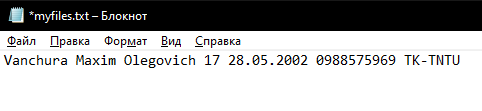 *myfiles.txt – Блокнот
Файл Правка Формат Вид Справка
Vanchura Maxim Olegovich 17 28.05.2002 0988575969 TK-TNTU